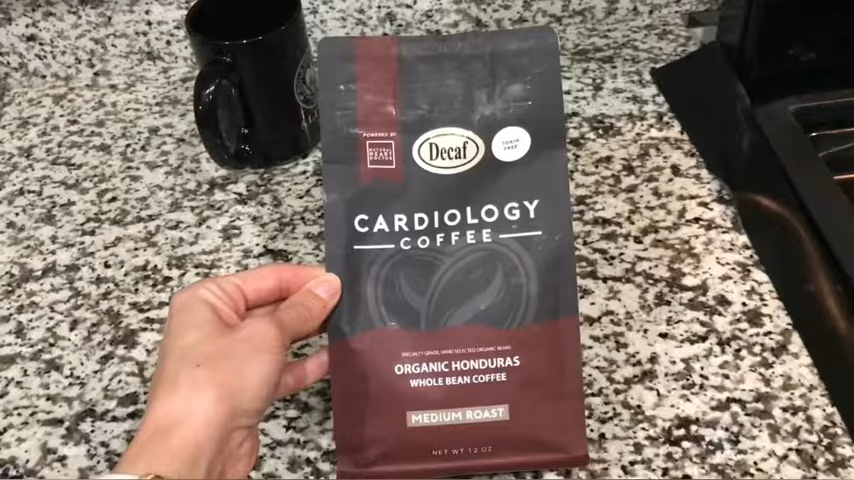 POWERED BY
NATURAL
HEART
DOCTOR
Decaf
TOXIN
FREE
CARDIOLOGY
COFFEE
SPECIALTY GRADE, HAND SELECTED ORGANIC BEANS
ORGANIC HONDURAS
WHOLE BEAN COFFEE
MEDIUM ROAST
NET WT 12 OZ